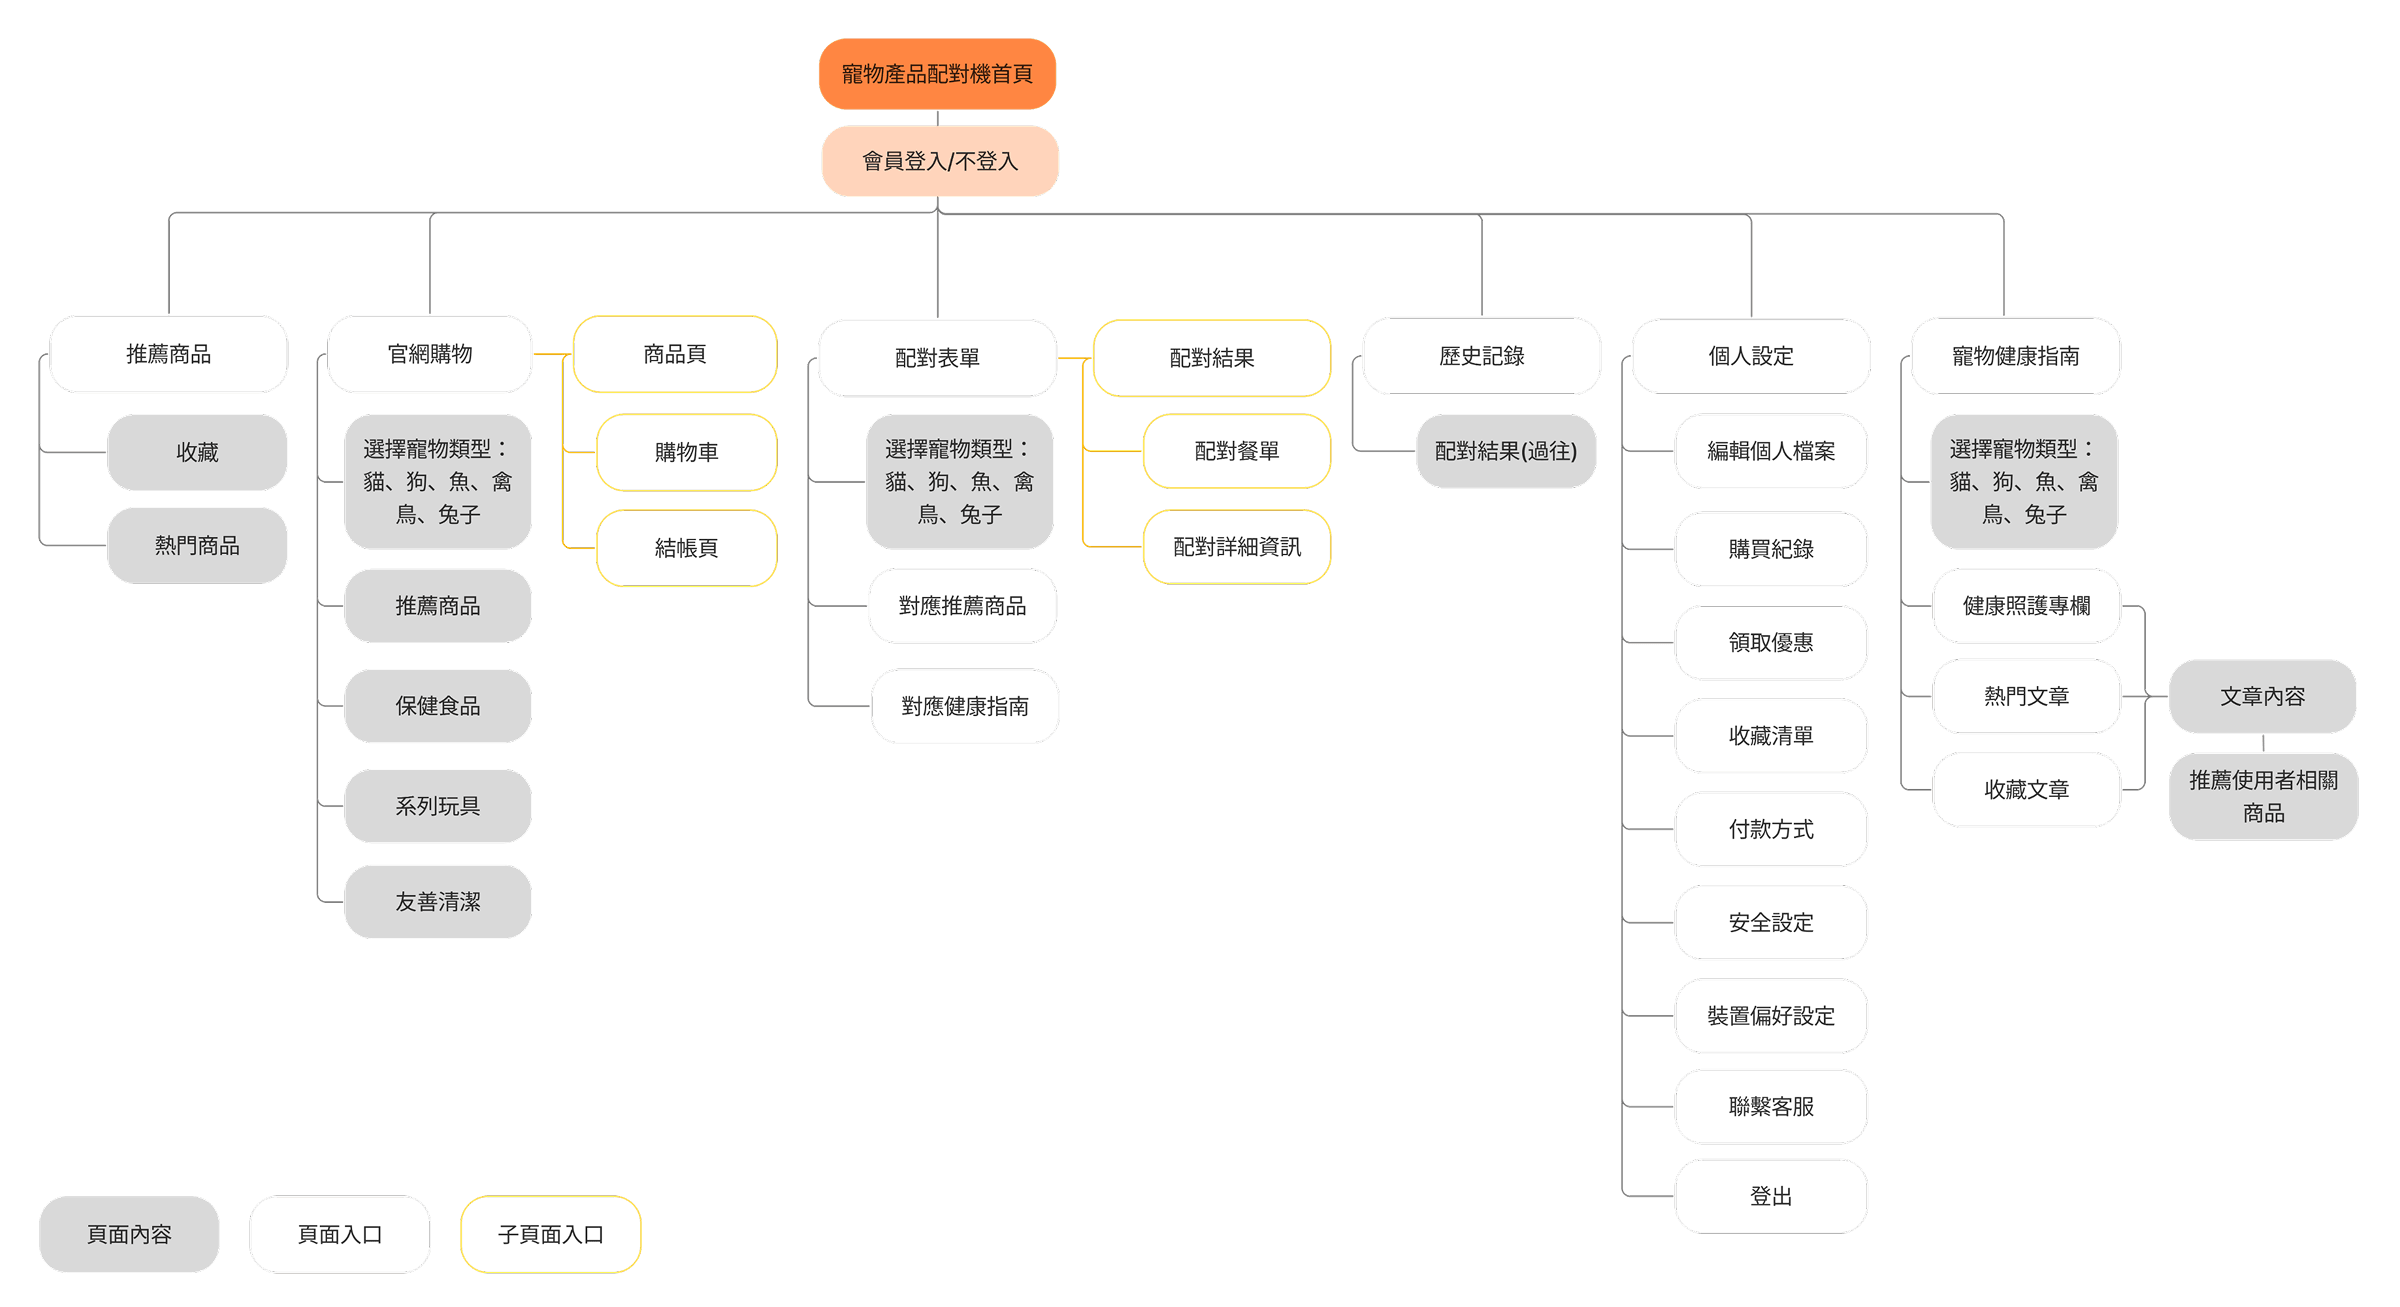 寵物產品配對機首頁
會員登入/不登入
推薦商品
收藏
熱門商品
官網購物
選擇寵物類型：
貓、狗、魚、禽
鳥、兔子
推薦商品
保健食品
系列玩具
友善清潔
商品頁
購物車
結帳頁
配對表單
選擇寵物類型：
貓、狗、魚、禽
鳥、兔子
對應推薦商品
對應健康指南
配對結果
配對餐單
配對詳細資訊
歷史記錄
配對結果(過往)
個人設定
編輯個人檔案
購買紀錄
領取優惠
收藏清單
付款方式
安全設定
裝置偏好設定
聯繫客服
登出
寵物健康指南
選擇寵物類型：
貓、狗、魚、禽
鳥、兔子
健康照護專欄
熱門文章
收藏文章
文章內容
推薦使用者相關
商品
頁面內容
頁面入口
子頁面入口